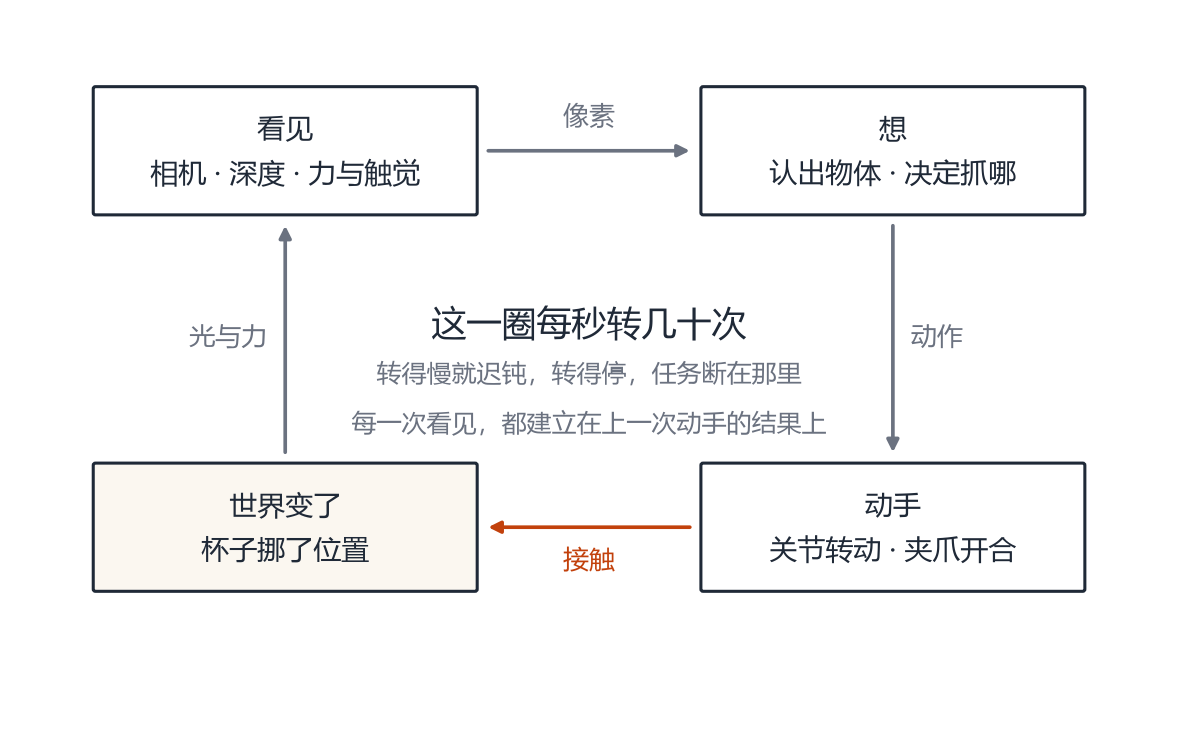 看见
相机 · 深度 · 力与触觉
像素
想
认出物体 · 决定抓哪
光与力
这一圈每秒转几十次
转得慢就迟钝，转得停，任务断在那里
每一次看见，都建立在上一次动手的结果上
动作
世界变了
杯子挪了位置
接触
动手
关节转动 · 夹爪开合